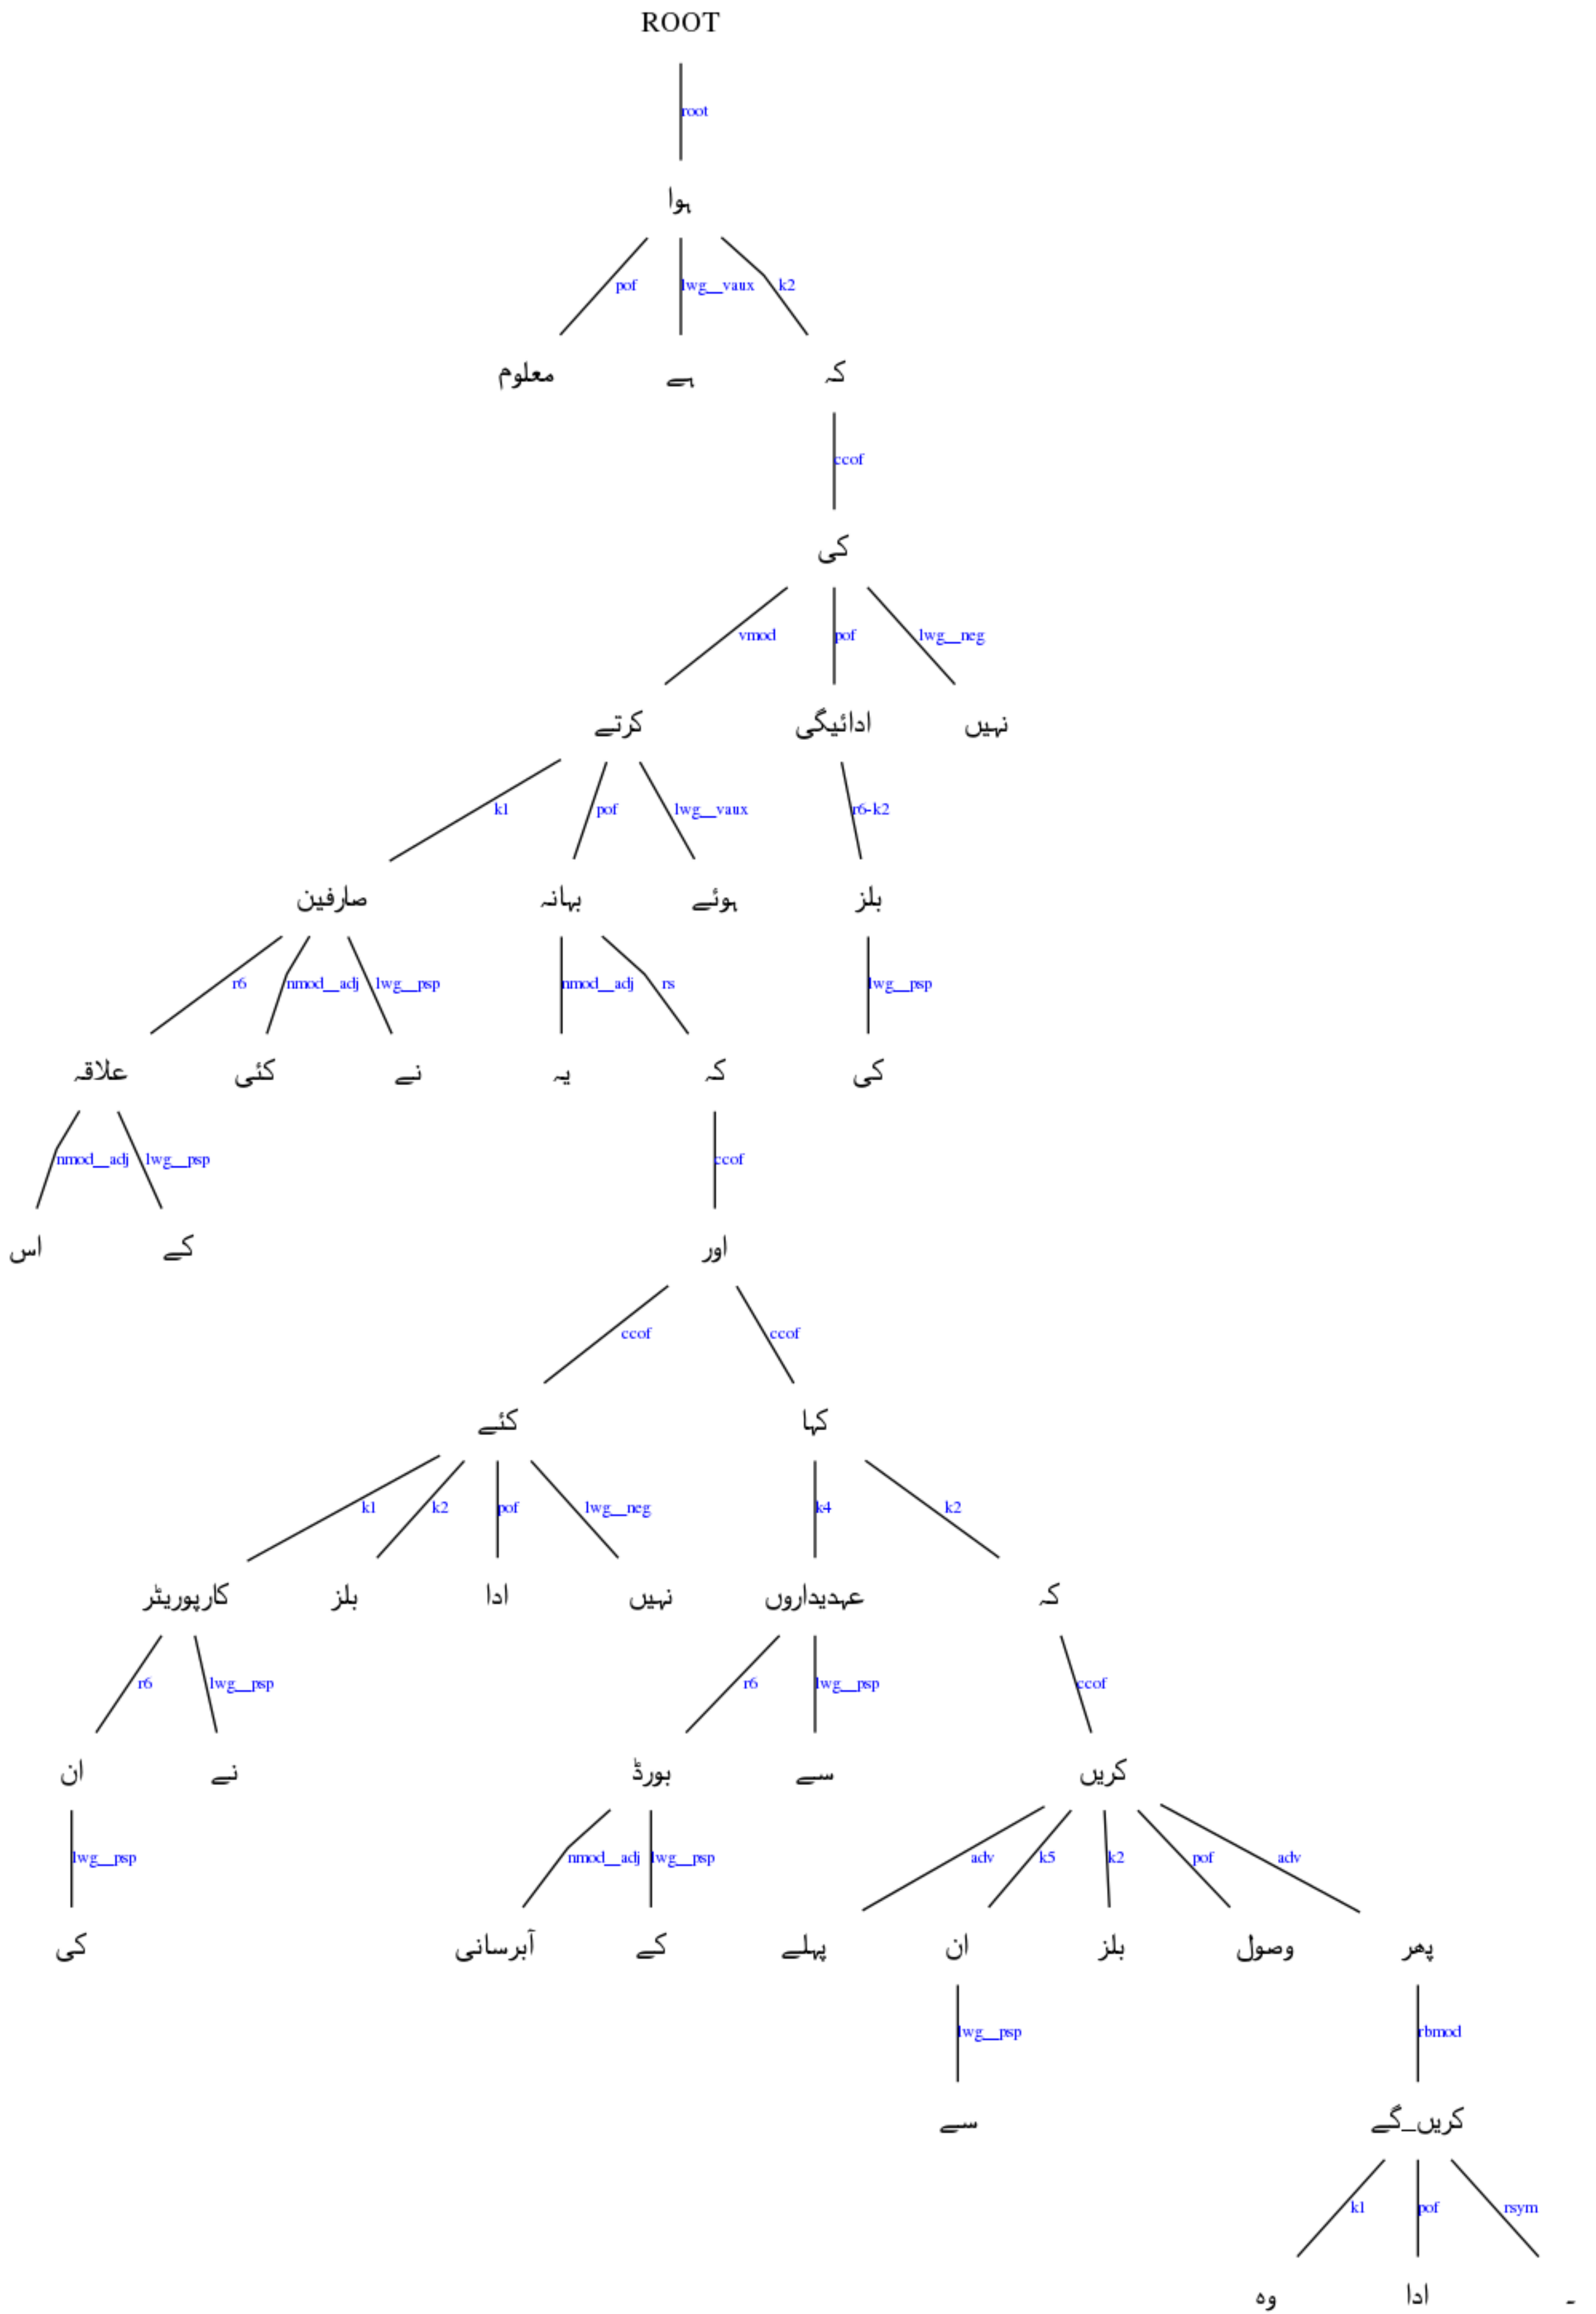 ROOT
root
ہوا
pof lwg__vaux k2
معلوم ہے کہ
ccof
کی
vmod pof lwg__neg
کرتے ادائیگی نہیں
k1 pof lwg__vaux r6-k2
صارفین بہانہ ہوئے بلز
r6 nmod__adj lwg__psp nmod__adj rs lwg__psp
علاقہ کئی نے یہ کہ کی
nmod__adj lwg__psp ccof
اس کے اور
ccof ccof
کئے کہا
k1 k2 pof lwg__neg k4 k2
کارپوریٹر بلز ادا نہیں عہدیداروں کہ
r6 lwg__psp r6 lwg__psp ccof
ان نے بورڈ سے کریں
lwg__psp nmod__adj lwg__psp adv k5 k2 pof adv
کی آبرسانی کے پہلے ان بلز وصول پھر
lwg__psp rbmod
سے کریں_گے
k1 pof rsym
وہ ادا ۔